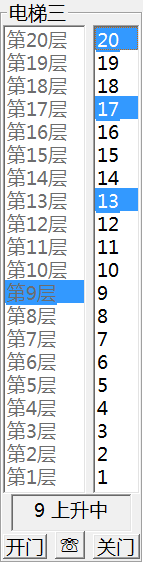 电梯三
第20层 20
第19层 19
第18层 18
第17层 17
第16层 16
第15层 15
第14层 14
第13层 13
第12层 12
第11层 11
第10层 10
第9层 9
第8层 8
第7层 7
第6层 6
第5层 5
第4层 4
第3层 3
第2层 2
第1层 1
9 上升中
开门 ☏ 关门